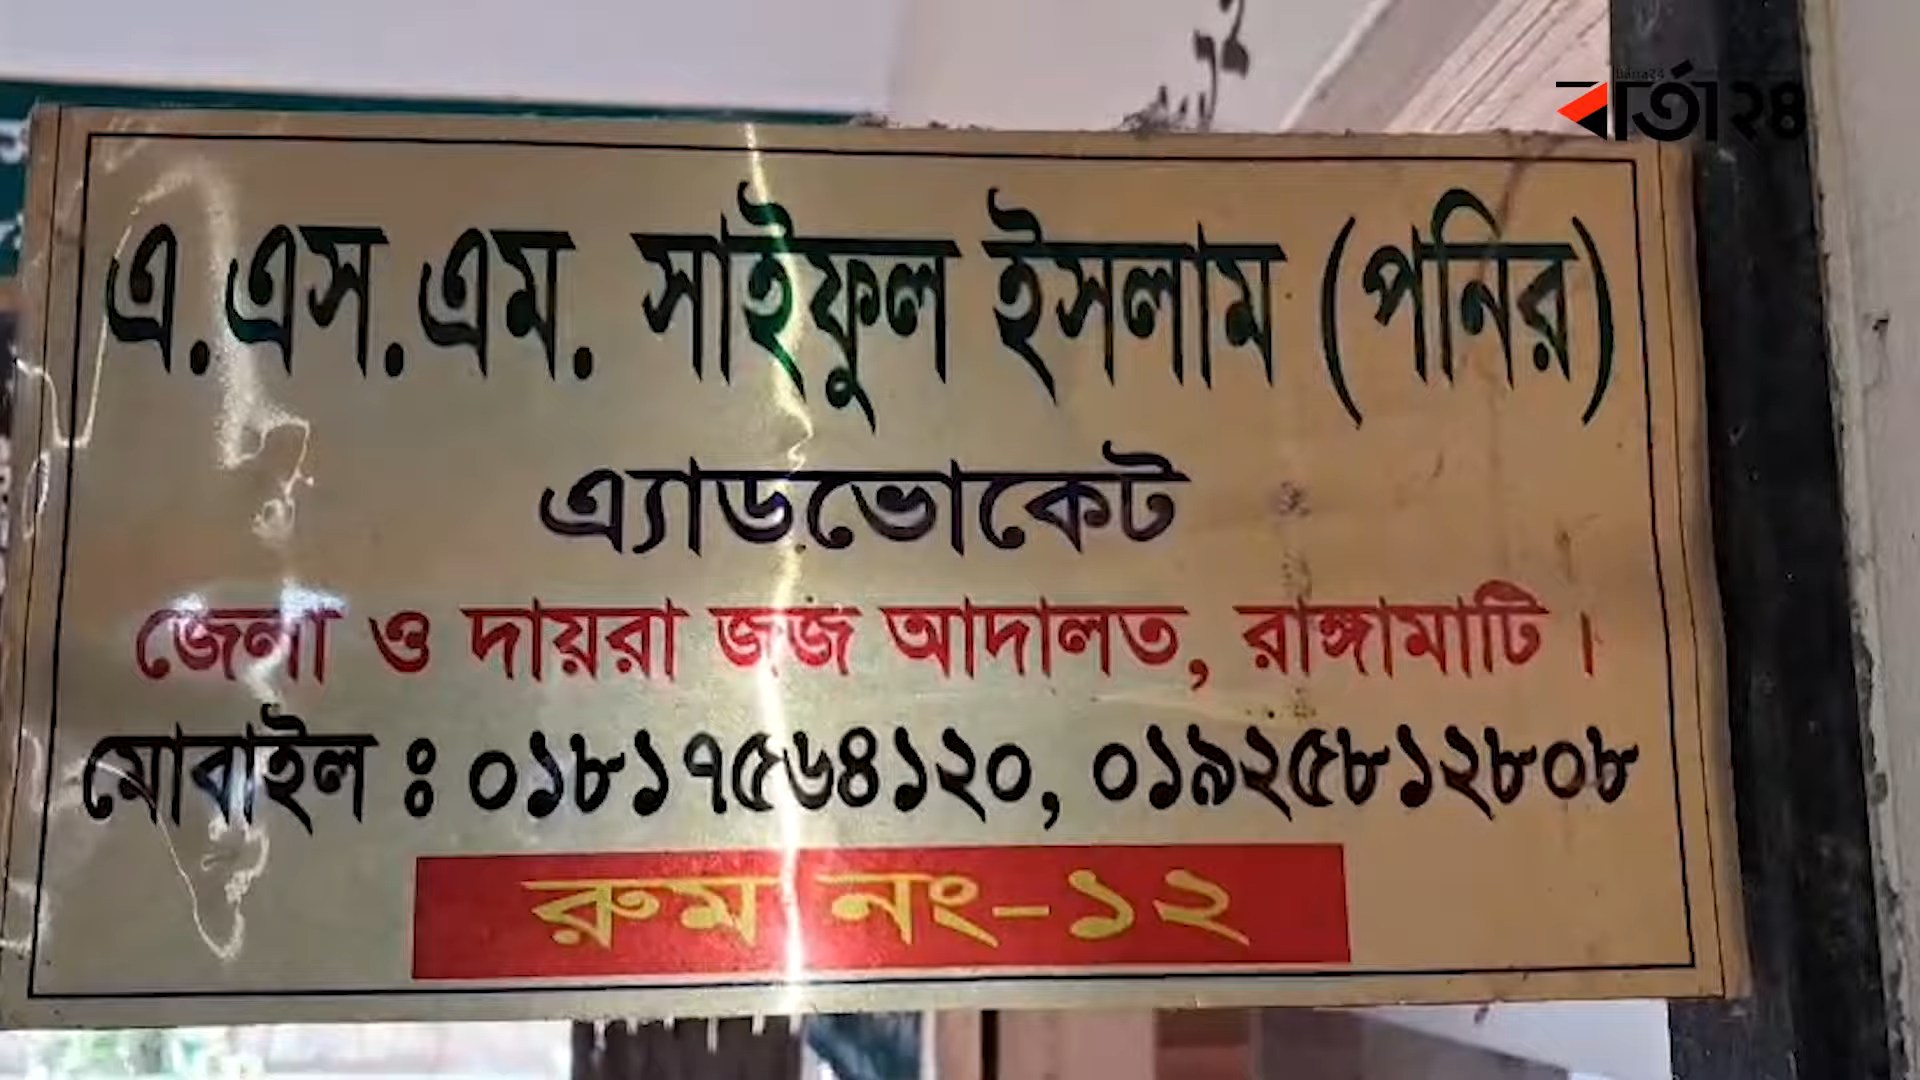 বার্তা২৪
এ.এস.এম. সাইফুল ইসলাম (পনির)
এ্যাডভোকেট
জেলা ও দায়রা জজ আদালত, রাঙ্গামাটি।
মোবাইল ঃ ০১৮১৭৫৬৪১২০, ০১৯২৫৮১২৮০৮
রুম নং-১২